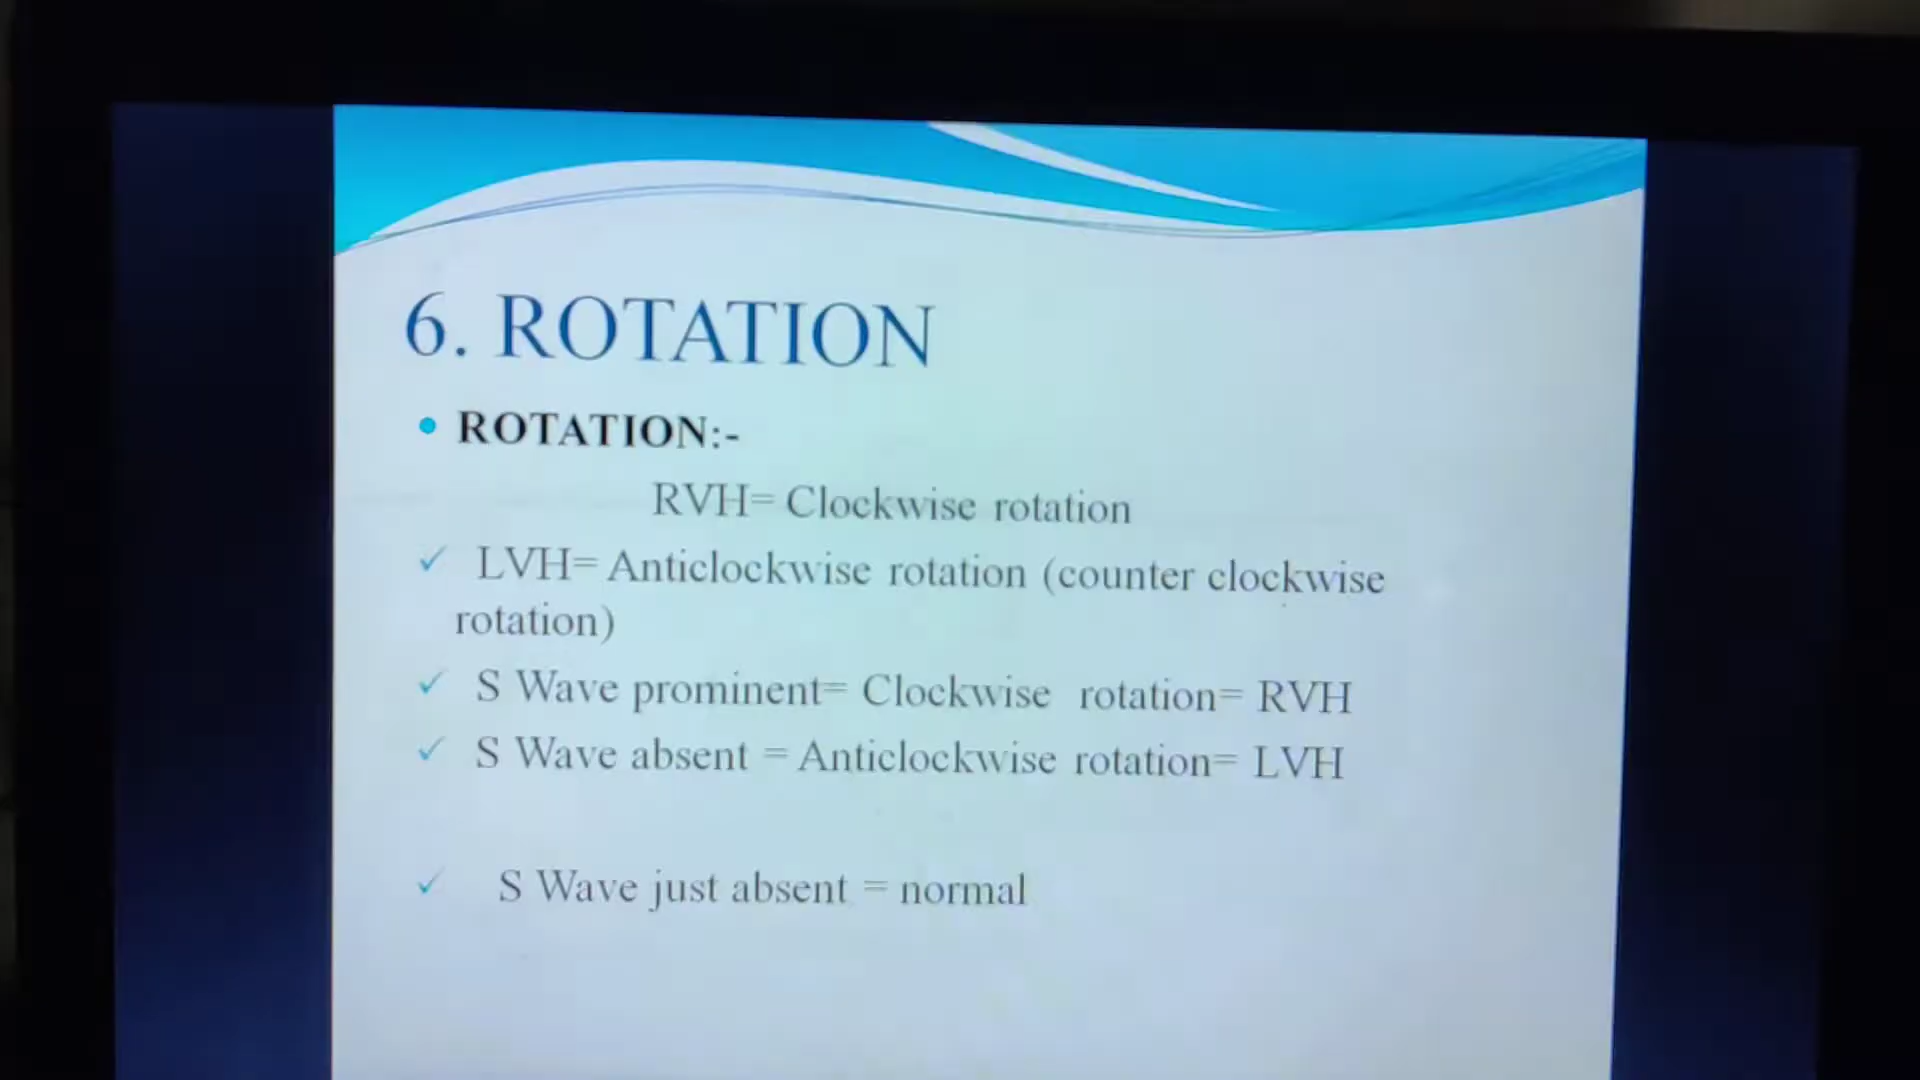 6. ROTATION
ROTATION:-
RVH= Clockwise rotation
LVH= Anticlockwise rotation (counter clockwise
rotation)
S Wave prominent= Clockwise rotation= RVH
S Wave absent = Anticlockwise rotation= LVH
S Wave just absent = normal